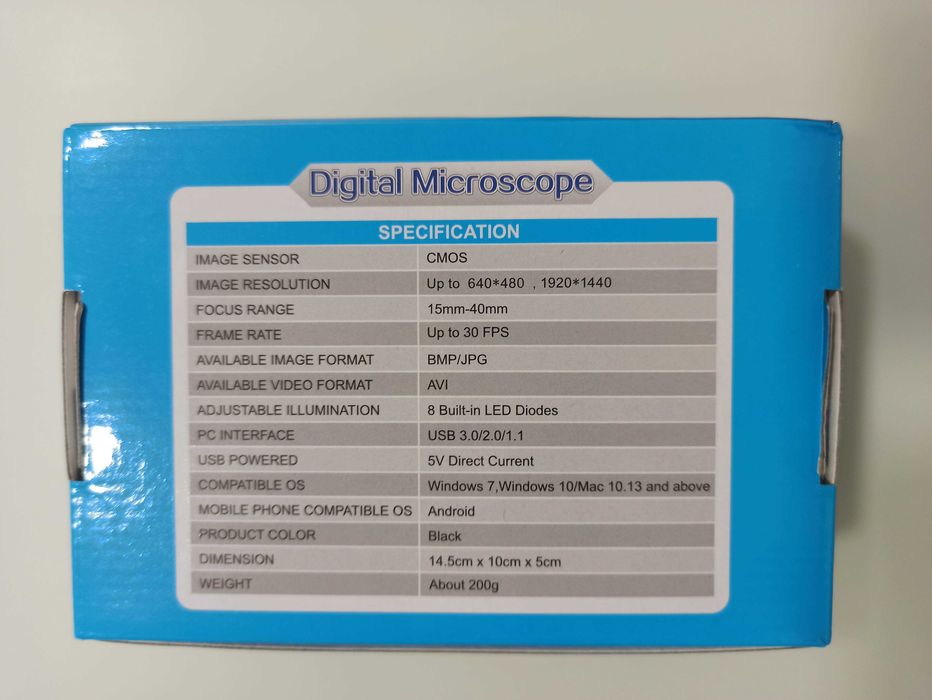 Digital Microscope
SPECIFICATION
IMAGE SENSOR CMOS
IMAGE RESOLUTION Up to 640*480 , 1920*1440
FOCUS RANGE 15mm-40mm
FRAME RATE Up to 30 FPS
AVAILABLE IMAGE FORMAT BMP/JPG
AVAILABLE VIDEO FORMAT AVI
ADJUSTABLE ILLUMINATION 8 Built-in LED Diodes
PC INTERFACE USB 3.0/2.0/1.1
USB POWERED 5V Direct Current
COMPATIBLE OS Windows 7,Windows 10/Mac 10.13 and above
MOBILE PHONE COMPATIBLE OS Android
PRODUCT COLOR Black
DIMENSION 14.5cm x 10cm x 5cm
WEIGHT About 200g